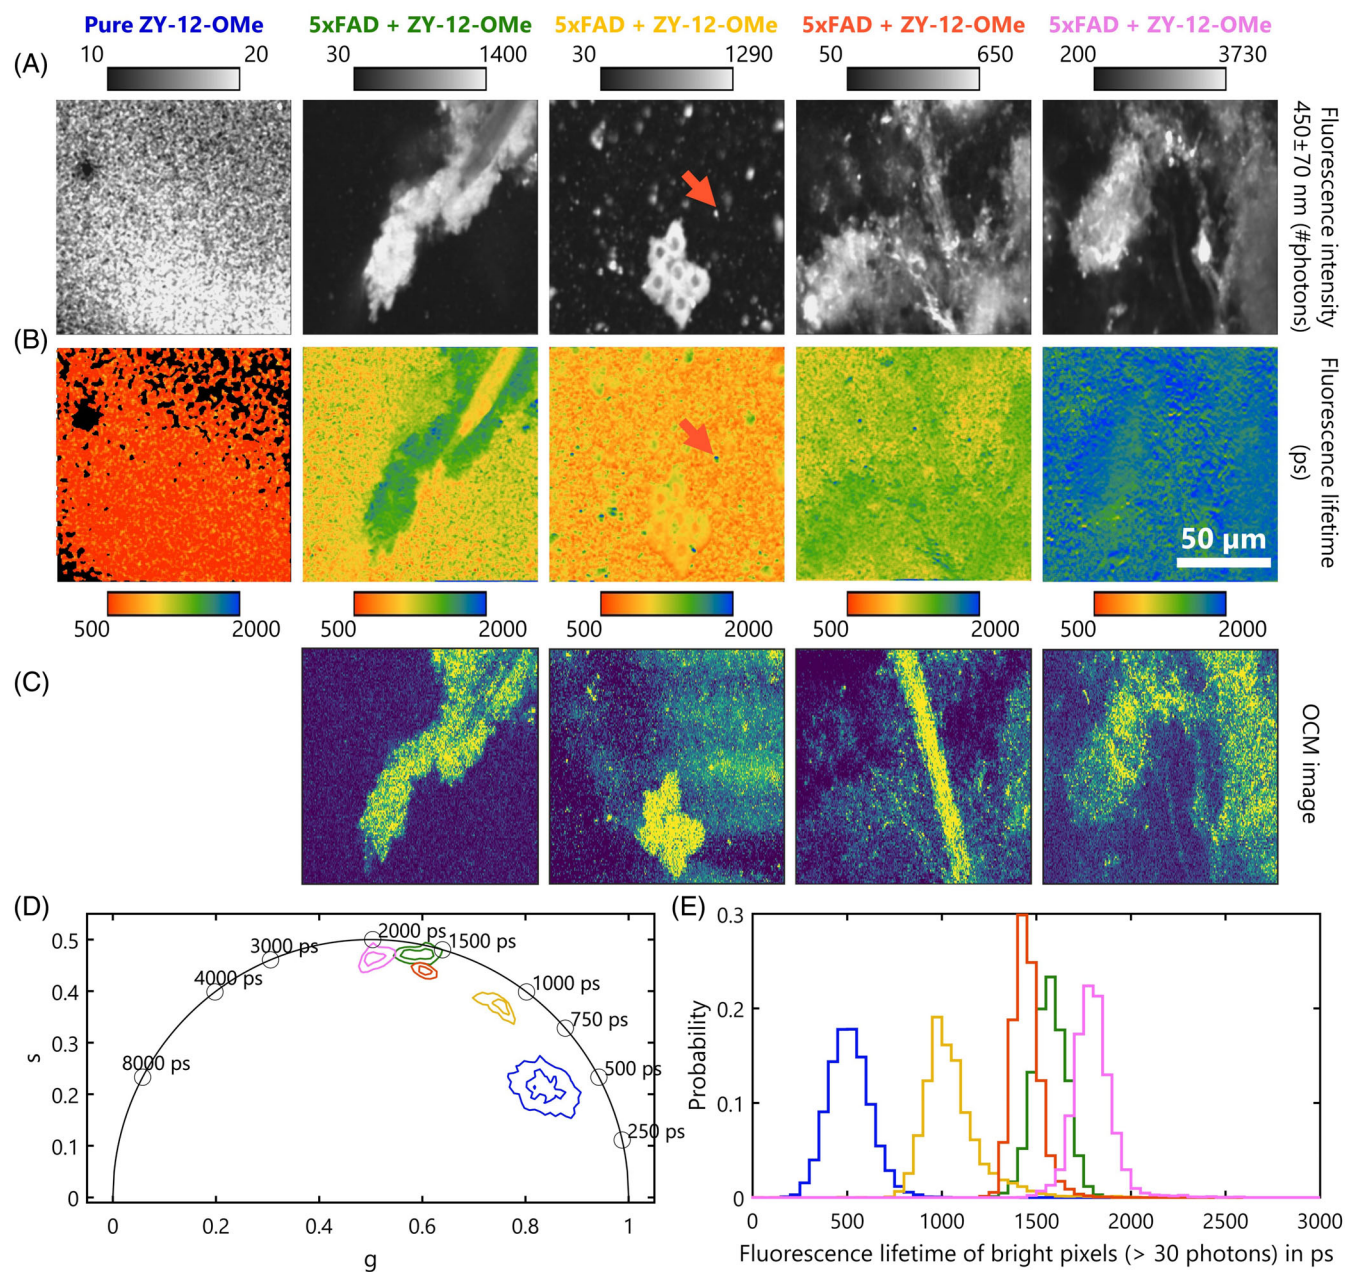 Pure ZY-12-OMe 5xFAD + ZY-12-OMe 5xFAD + ZY-12-OMe 5xFAD + ZY-12-OMe 5xFAD + ZY-12-OMe
(A) 10 20 30 1400 30 1290 50 650 200 3730
Fluorescence intensity
450±70 nm (#photons)
(B)
Fluorescence lifetime
(ps)
50 µm
500 2000 500 2000 500 2000 500 2000 500 2000
(C)
OCM image
(D)
0.5
0.4
0.3
0.2
0.1
0
s
8000 ps
4000 ps
3000 ps
2000 ps
1500 ps
1000 ps
750 ps
500 ps
250 ps
0 0.2 0.4 0.6 0.8 1
g
(E)
0.3
0.2
0.1
0
Probability
0 500 1000 1500 2000 2500 3000
Fluorescence lifetime of bright pixels (> 30 photons) in ps